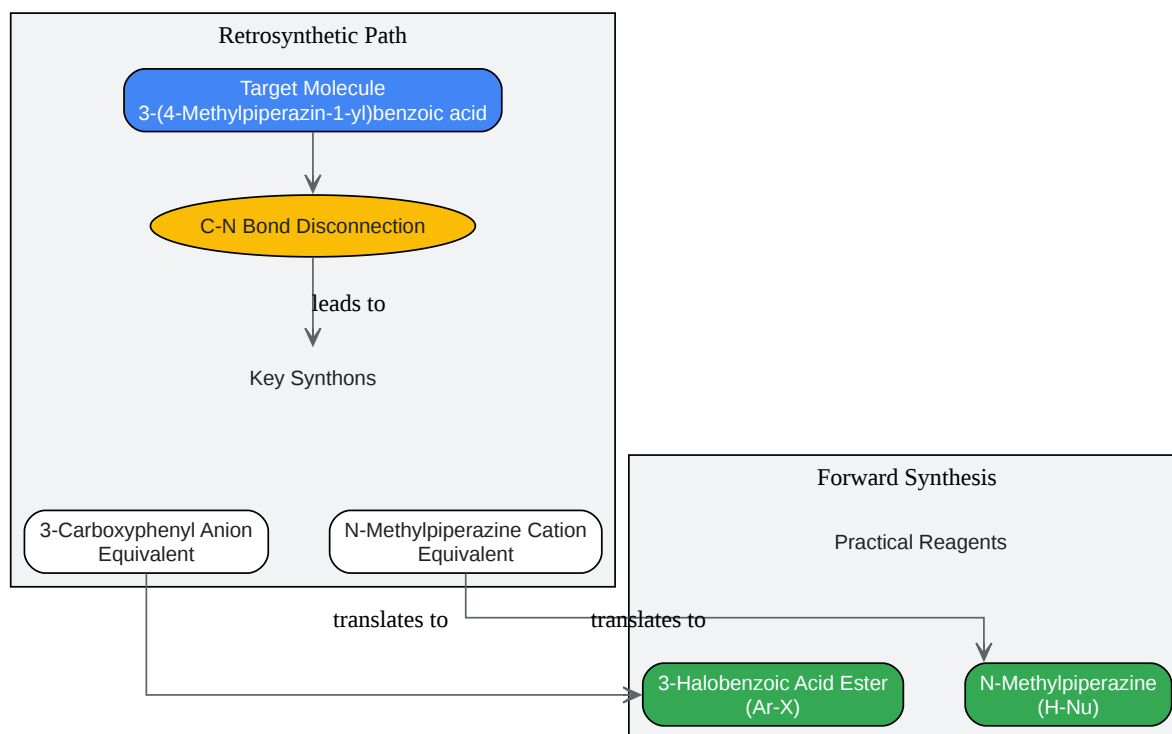 Retrosynthetic Path
Target Molecule
3-(4-Methylpiperazin-1-yl)benzoic acid
C-N Bond Disconnection
leads to
Key Synthons
3-Carboxyphenyl Anion
Equivalent
N-Methylpiperazine Cation
Equivalent
translates to
translates to
Forward Synthesis
Practical Reagents
3-Halobenzoic Acid Ester
(Ar-X)
N-Methylpiperazine
(H-Nu)